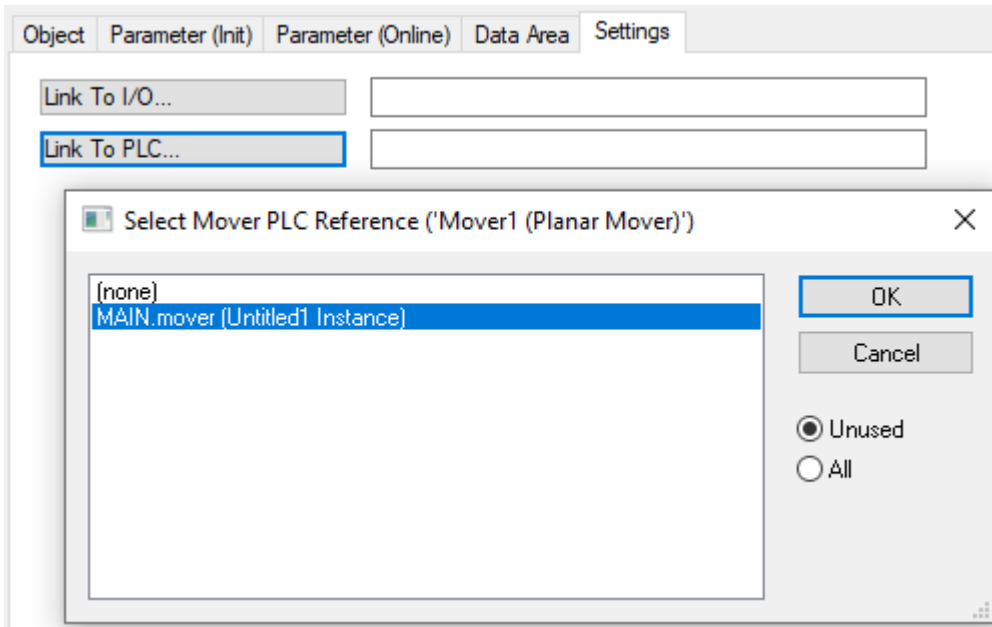 Object Parameter (Init) Parameter (Online) Data Area Settings
Link To I/O...
Link To PLC...
Select Mover PLC Reference ('Mover1 (Planar Mover)')
(none)
MAIN.mover (Untitled1 Instance)
OK
Cancel
Unused
All